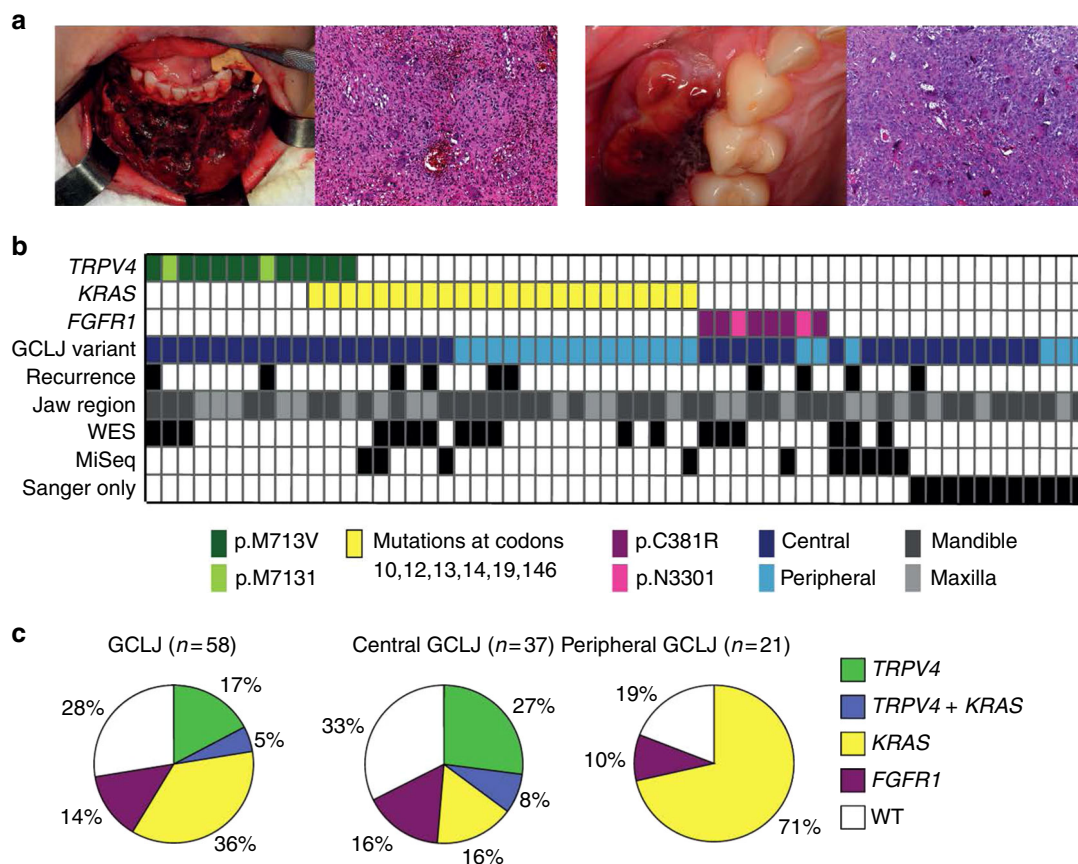 a
b
TRPV4
KRAS
FGFR1
GCLJ variant
Recurrence
Jaw region
WES
MiSeq
Sanger only
p.M713V
p.M7131
Mutations at codons
10,12,13,14,19,146
p.C381R
p.N3301
Central
Peripheral
Mandible
Maxilla
c
GCLJ (n=58)
17%
5%
36%
14%
28%
Central GCLJ (n=37)
27%
8%
16%
16%
33%
Peripheral GCLJ (n=21)
19%
10%
71%
TRPV4
TRPV4 + KRAS
KRAS
FGFR1
WT